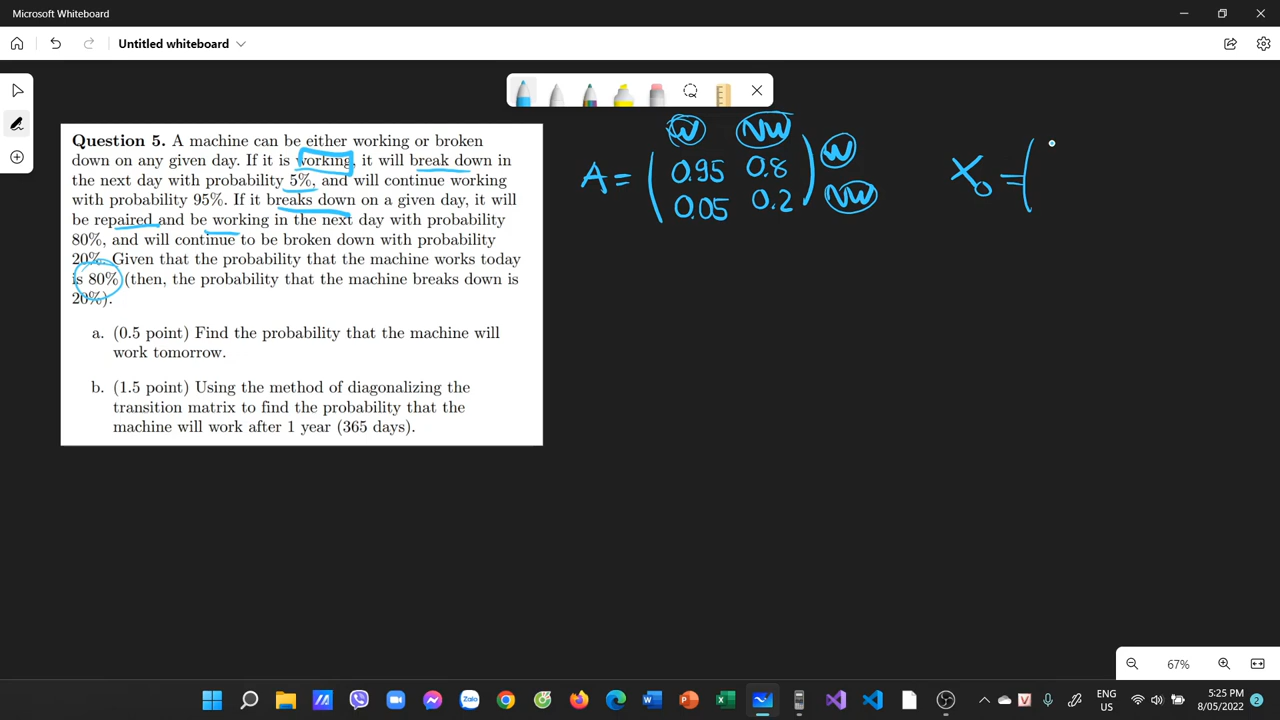 Microsoft Whiteboard
Untitled whiteboard
Question 5. A machine can be either working or broken
down on any given day. If it is working, it will break down in
the next day with probability 5%, and will continue working
with probability 95%. If it breaks down on a given day, it will
be repaired and be working in the next day with probability
80%, and will continue to be broken down with probability
20%. Given that the probability that the machine works today
is 80% (then, the probability that the machine breaks down is
20%).
a. (0.5 point) Find the probability that the machine will
work tomorrow.
b. (1.5 point) Using the method of diagonalizing the
transition matrix to find the probability that the
machine will work after 1 year (365 days).
W NW
A = ( 0.95 0.8 ) W
0.05 0.2 NW
X₀ = (
67%
Zalo
ENG
US
5:25 PM
8/05/2022
2